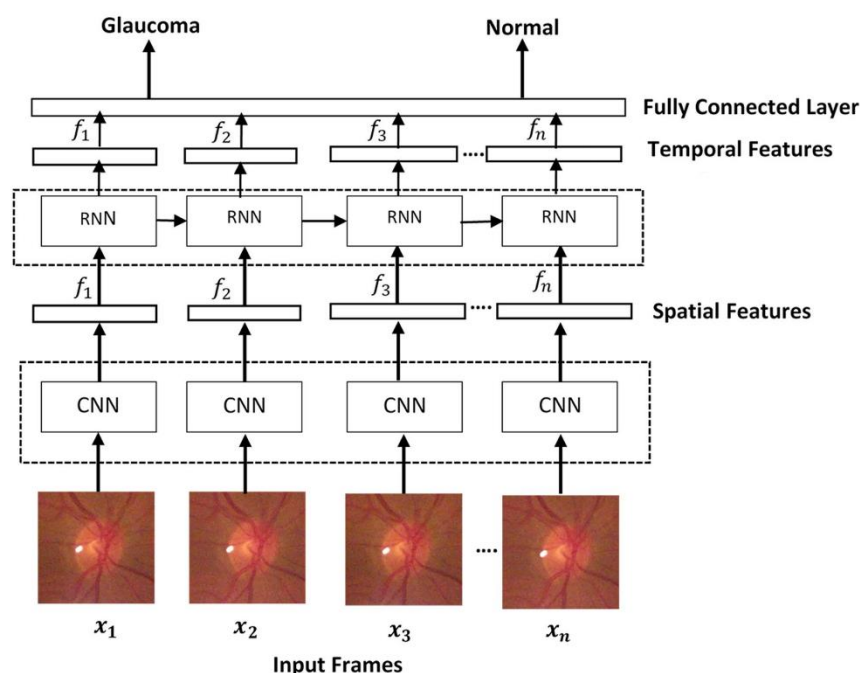 Glaucoma Normal
Fully Connected Layer
f₁ f₂ f₃ fₙ
Temporal Features
....
RNN RNN RNN RNN
f₁ f₂ f₃ fₙ
....
Spatial Features
CNN CNN CNN CNN
....
x₁ x₂ x₃ xₙ
Input Frames